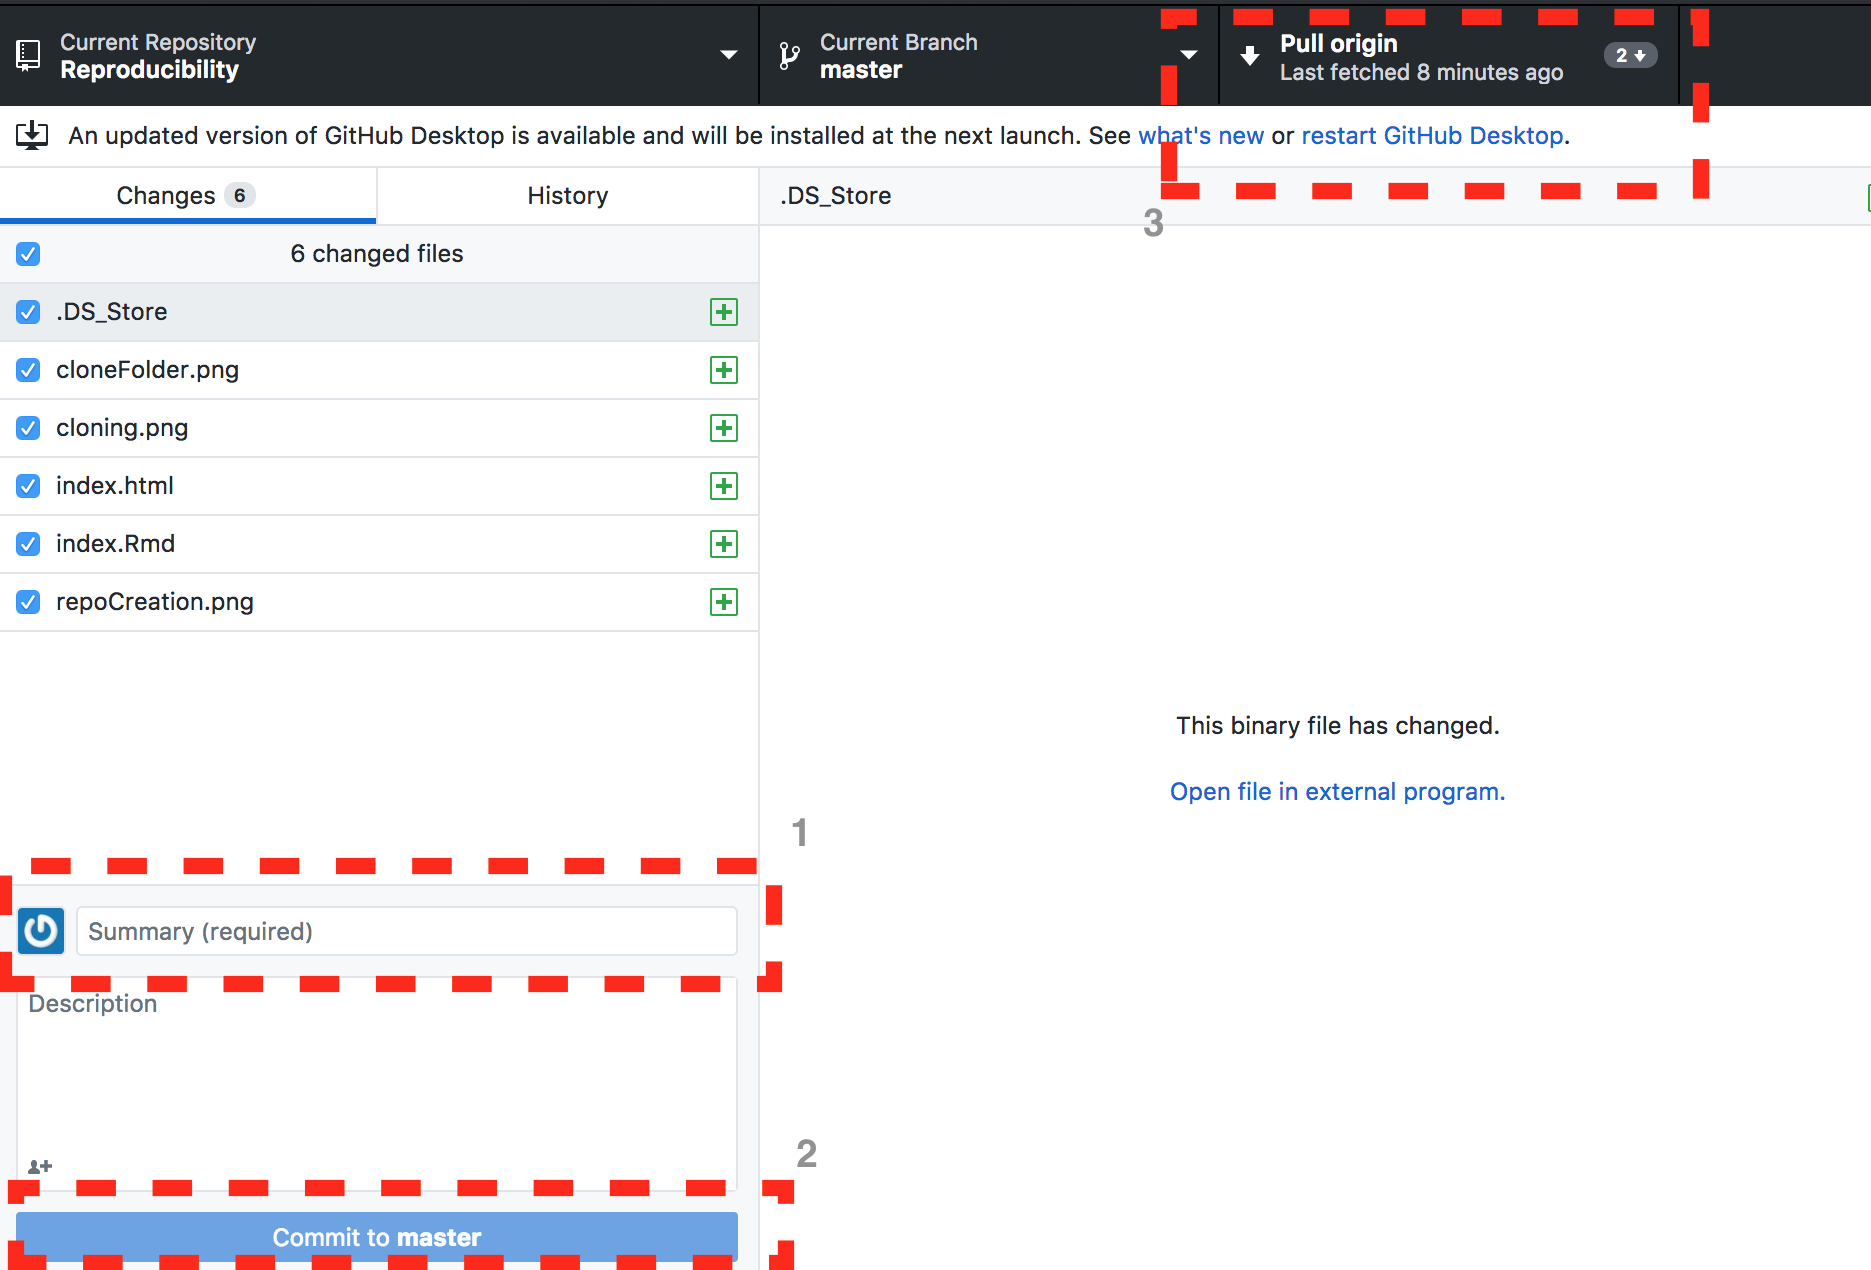 Current Repository
Reproducibility
Current Branch
master
Pull origin
Last fetched 8 minutes ago
2
An updated version of GitHub Desktop is available and will be installed at the next launch. See what's new or restart GitHub Desktop.
Changes 6
History
.DS_Store
3
6 changed files
.DS_Store
cloneFolder.png
cloning.png
index.html
index.Rmd
repoCreation.png
This binary file has changed.
Open file in external program.
1
Summary (required)
Description
2
Commit to master